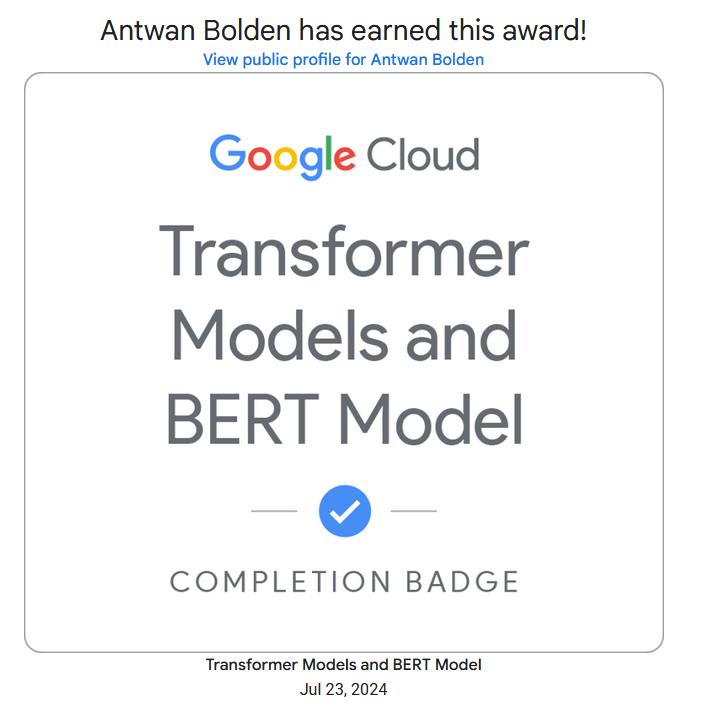 Antwan Bolden has earned this award!
View public profile for Antwan Bolden
Google Cloud
Transformer
Models and
BERT Model
COMPLETION BADGE
Transformer Models and BERT Model
Jul 23, 2024